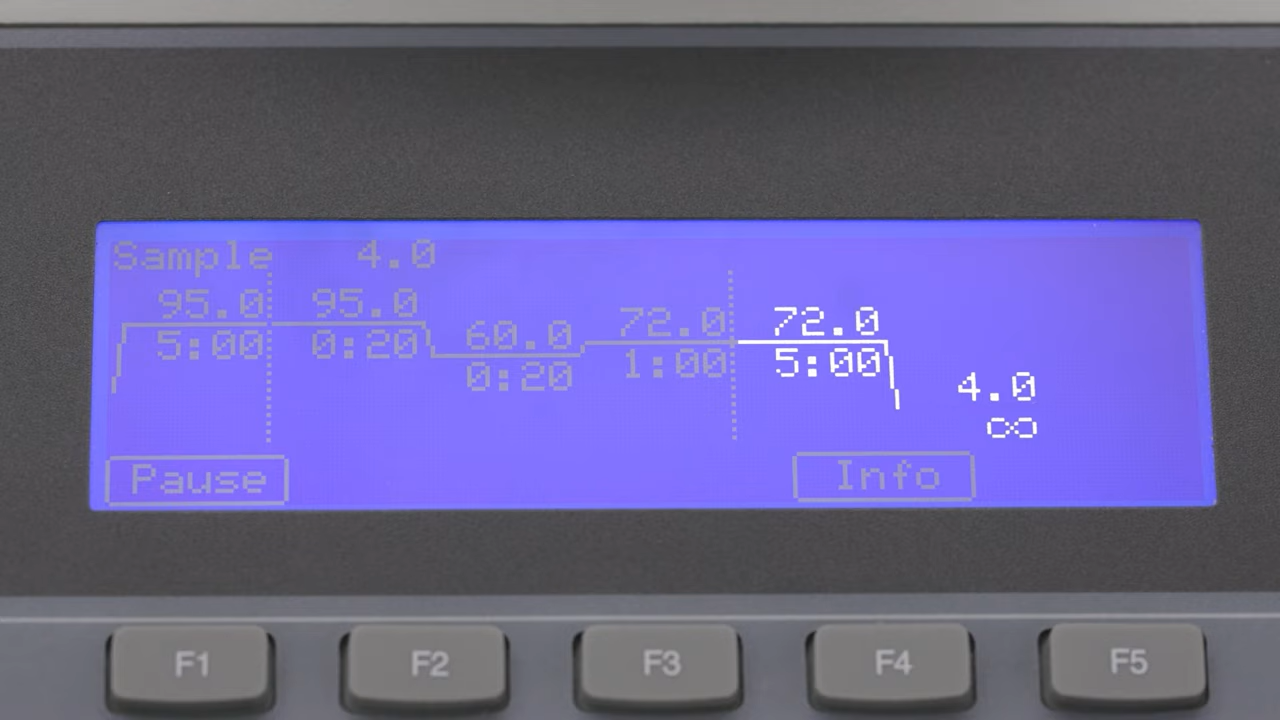 Sample 4.0
95.0 95.0 60.0 72.0 72.0
5:00 0:20 0:20 1:00 5:00
4.0
∞
Pause Info
F1 F2 F3 F4 F5